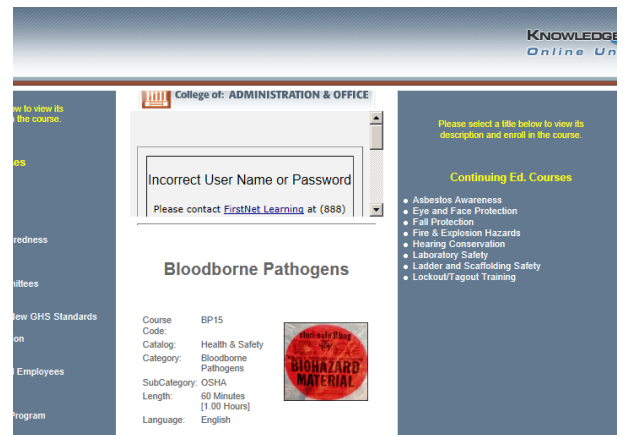 KNOWLEDGE
Online Un
College of: ADMINISTRATION & OFFICE
ow to view its
the course.
es
redness
ittees
New GHS Standards
on
Employees
Program
Incorrect User Name or Password
Please contact FirstNet Learning at (888)
Bloodborne Pathogens
Course Code: BP15
Catalog: Health & Safety
Category: Bloodborne Pathogens
SubCategory: OSHA
Length: 60 Minutes
[1.00 Hours]
Language: English
BIOHAZARD
MATERIAL
Please select a title below to view its
description and enroll in the course.
Continuing Ed. Courses
Asbestos Awareness
Eye and Face Protection
Fall Protection
Fire & Explosion Hazards
Hearing Conservation
Laboratory Safety
Ladder and Scaffolding Safety
Lockout/Tagout Training